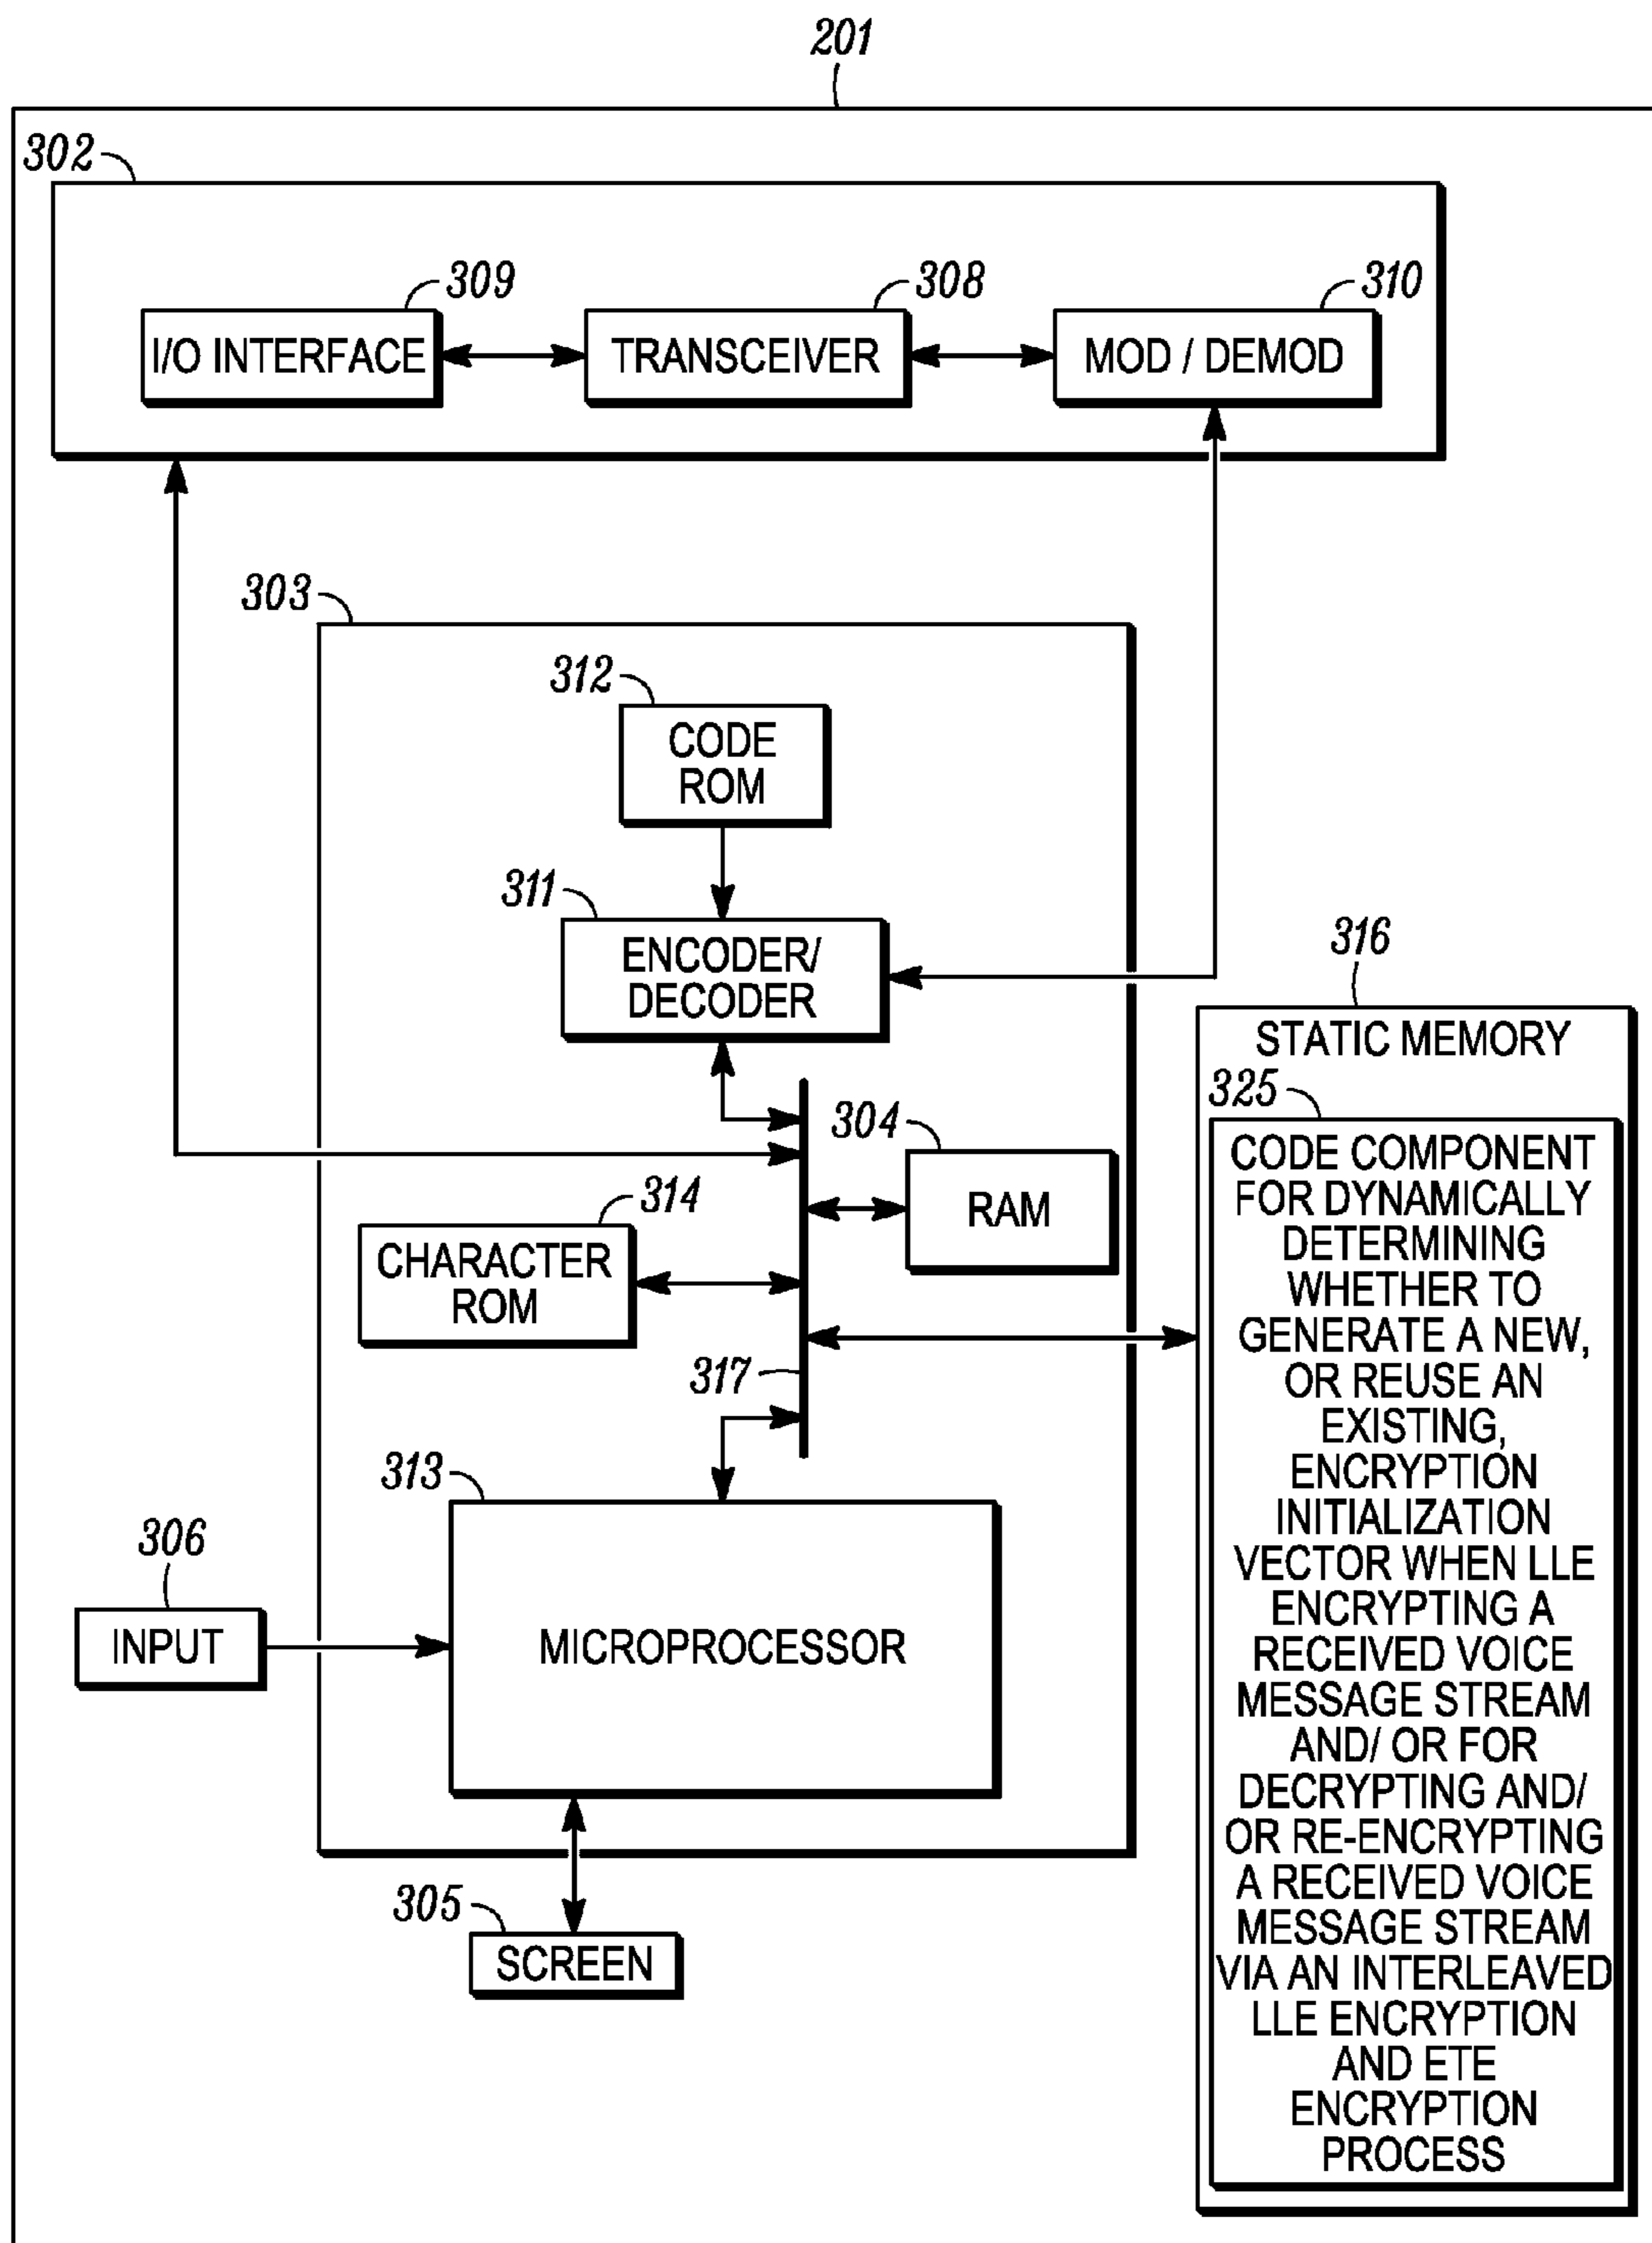 201
302
309
308
310
I/O INTERFACE
TRANSCEIVER
MOD / DEMOD
303
312
CODE
ROM
311
ENCODER/
DECODER
316
STATIC MEMORY
325
304
RAM
314
CHARACTER
ROM
317
313
306
INPUT
MICROPROCESSOR
305
SCREEN
CODE COMPONENT
FOR DYNAMICALLY
DETERMINING
WHETHER TO
GENERATE A NEW,
OR REUSE AN
EXISTING,
ENCRYPTION
INITIALIZATION
VECTOR WHEN LLE
ENCRYPTING A
RECEIVED VOICE
MESSAGE STREAM
AND/ OR FOR
DECRYPTING AND/
OR RE-ENCRYPTING
A RECEIVED VOICE
MESSAGE STREAM
VIA AN INTERLEAVED
LLE ENCRYPTION
AND ETE
ENCRYPTION
PROCESS